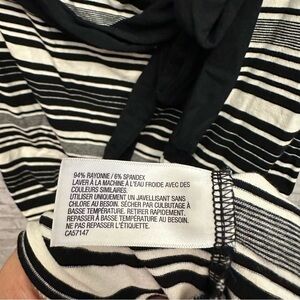 94% RAYONNE / 6% SPANDEX
LAVER À LA MACHINE À L'EAU FROIDE AVEC DES
COULEURS SIMILAIRES.
UTILISER UNIQUEMENT UN JAVELLISANT SANS
CHLORE AU BESOIN. SÉCHER PAR CULBUTAGE À
BASSE TEMPÉRATURE. RETIRER RAPIDEMENT.
REPASSAGE À BASSE TEMPÉRATURE AU BESOIN.
NE PAS REPASSER L'ÉTIQUETTE.
CA57147